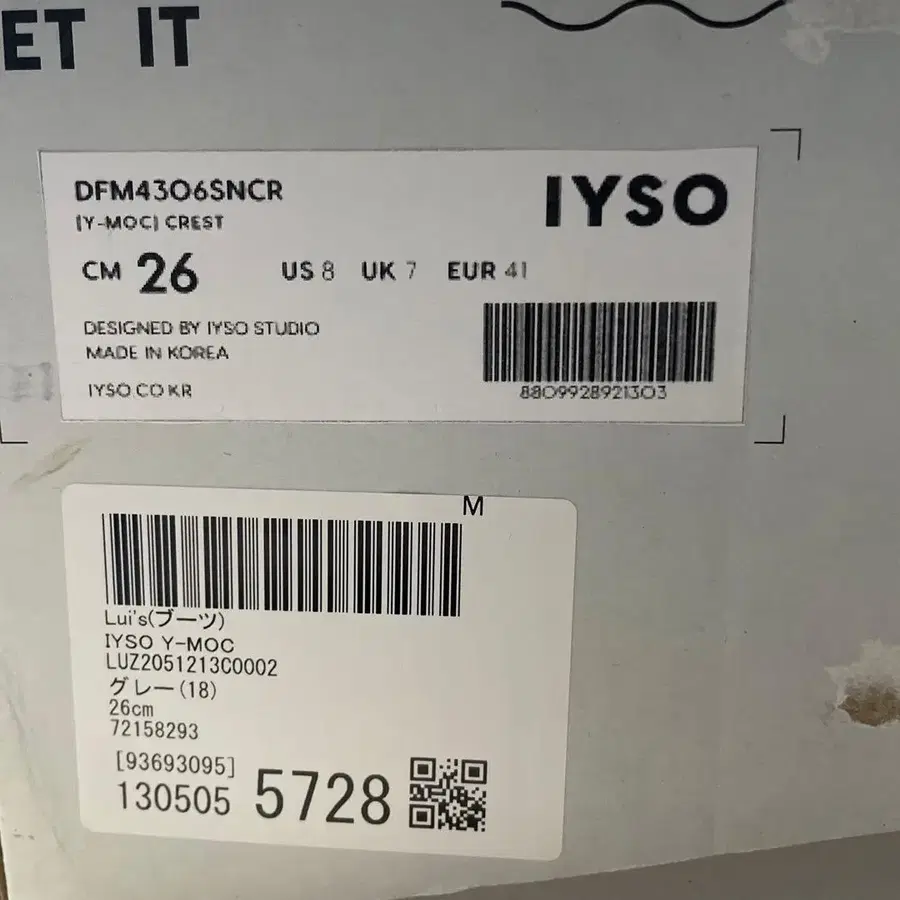 ET IT
DFM4306SNCR
[Y-MOC] CREST
IYSO
CM 26 US 8 UK 7 EUR 41
DESIGNED BY IYSO STUDIO
MADE IN KOREA
IYSO.CO.KR
8809928921303
M
Lui's(ブーツ)
IYSO Y-MOC
LUZ2051213C0002
グレー(18)
26cm
72158293
[93693095]
130505 5728